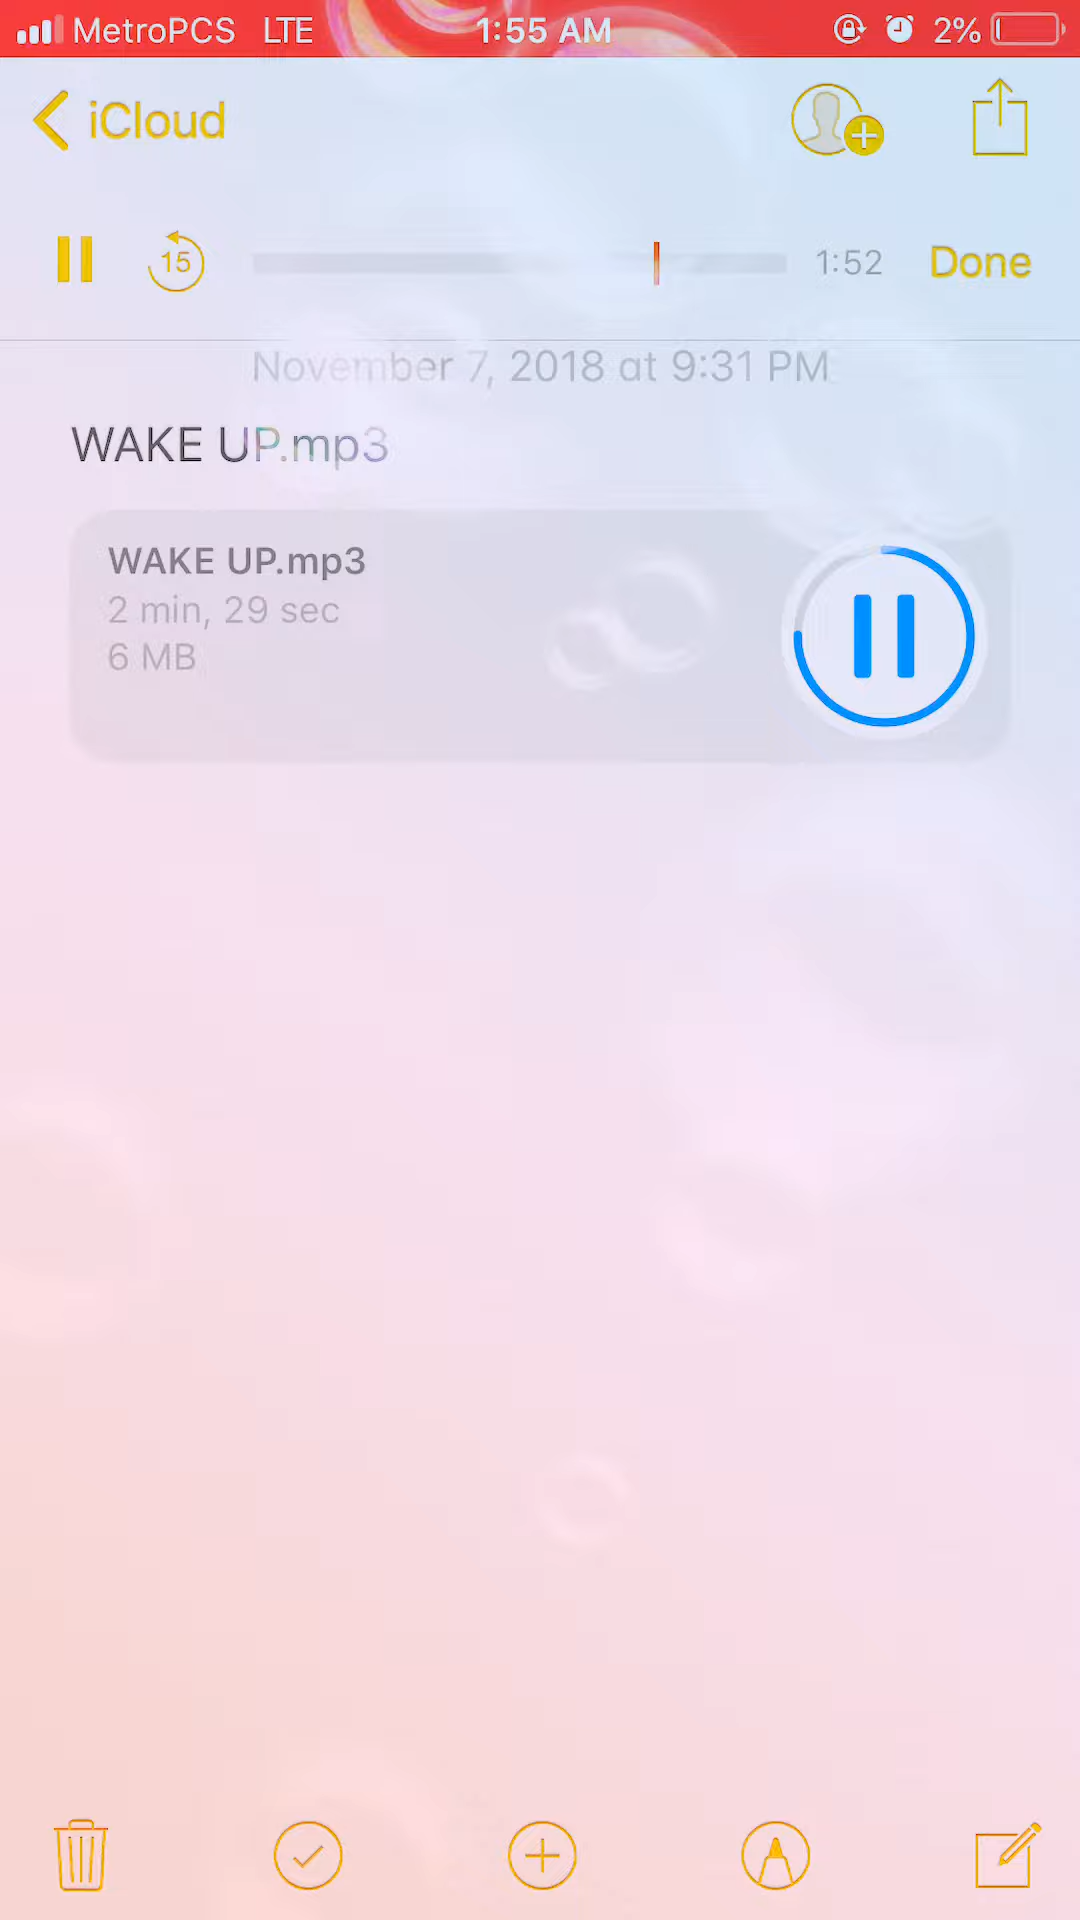 MetroPCS LTE 1:55 AM 2%
iCloud
15 1:52 Done
November 7, 2018 at 9:31 PM
WAKE UP.mp3
WAKE UP.mp3
2 min, 29 sec
6 MB